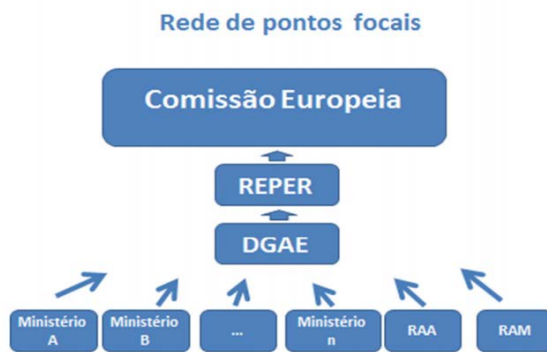 Rede de pontos focais
Comissão Europeia
REPER
DGAE
Ministério
A
Ministério
B
...
Ministério
n
RAA
RAM